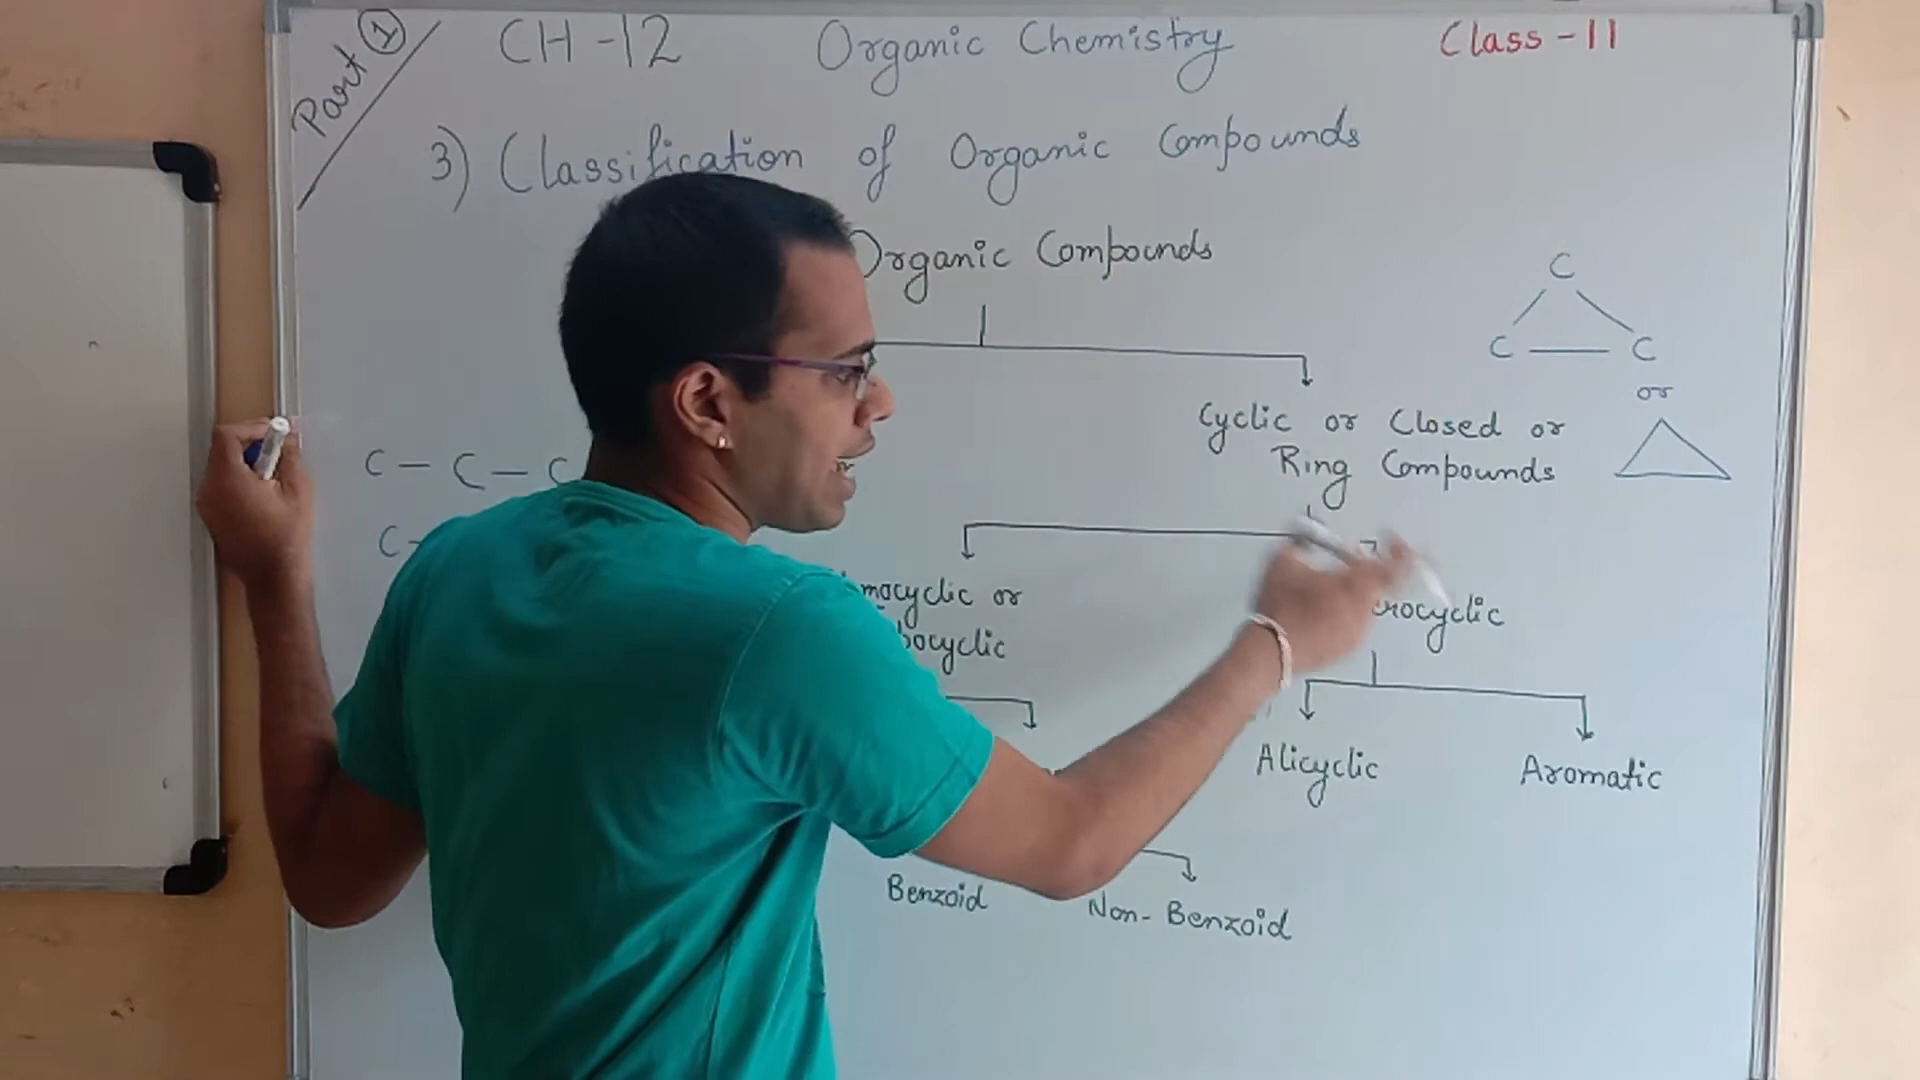 Part 1
CH-12 Organic Chemistry Class-11
3) Classification of Organic Compounds
Organic Compounds
C
C C
or
Cyclic or Closed or
Ring Compounds
C - C - C
C -
mocyclic or
bocyclic
rocyclic
Alicyclic Aromatic
Benzoid Non-Benzoid